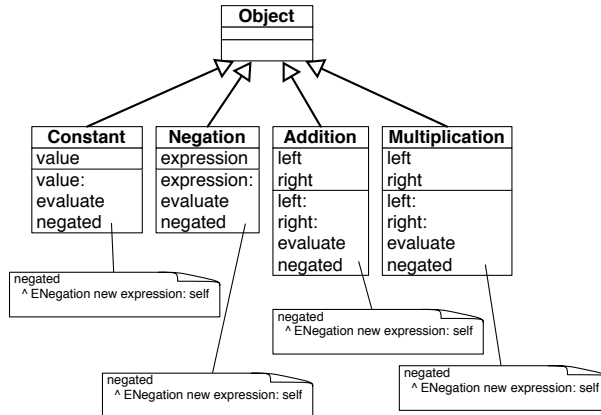 Object
Constant
value
value:
evaluate
negated
Negation
expression
expression:
evaluate
negated
Addition
left
right
left:
right:
evaluate
negated
Multiplication
left
right
left:
right:
evaluate
negated
negated
^ ENegation new expression: self
negated
^ ENegation new expression: self
negated
^ ENegation new expression: self
negated
^ ENegation new expression: self